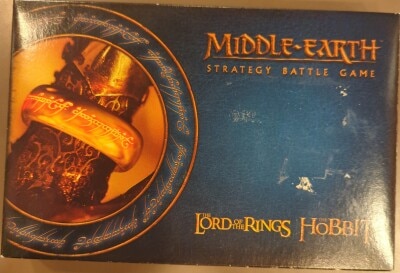 MIDDLE-EARTH
STRATEGY BATTLE GAME
THE LORD OF THE RINGS
THE HOBBIT